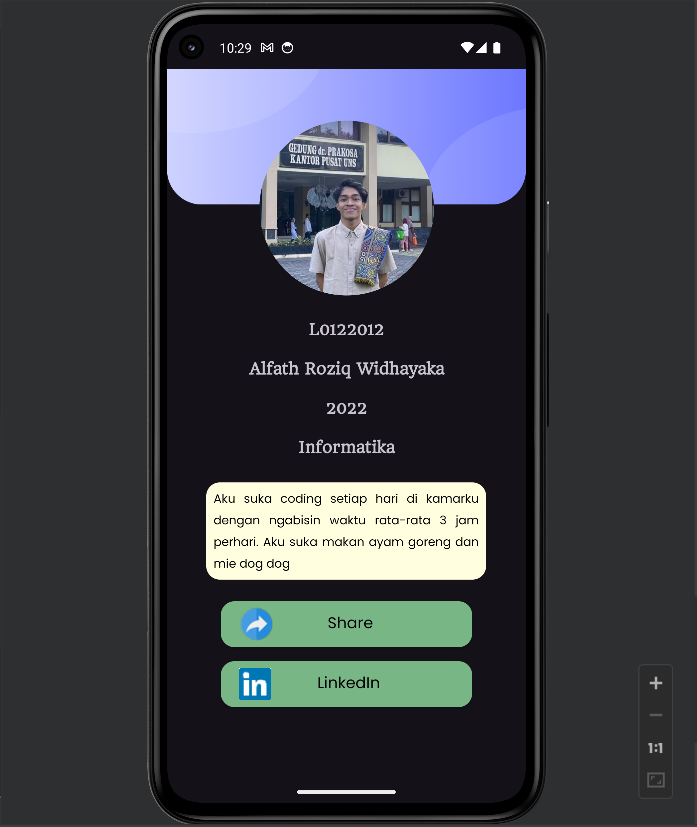 10:29
GEDUNG dr. PRAKOSA
KANTOR PUSAT UNS
L0122012
Alfath Roziq Widhayaka
2022
Informatika
Aku suka coding setiap hari di kamarku
dengan ngabisin waktu rata-rata 3 jam
perhari. Aku suka makan ayam goreng dan
mie dog dog
Share
in
LinkedIn
1:1